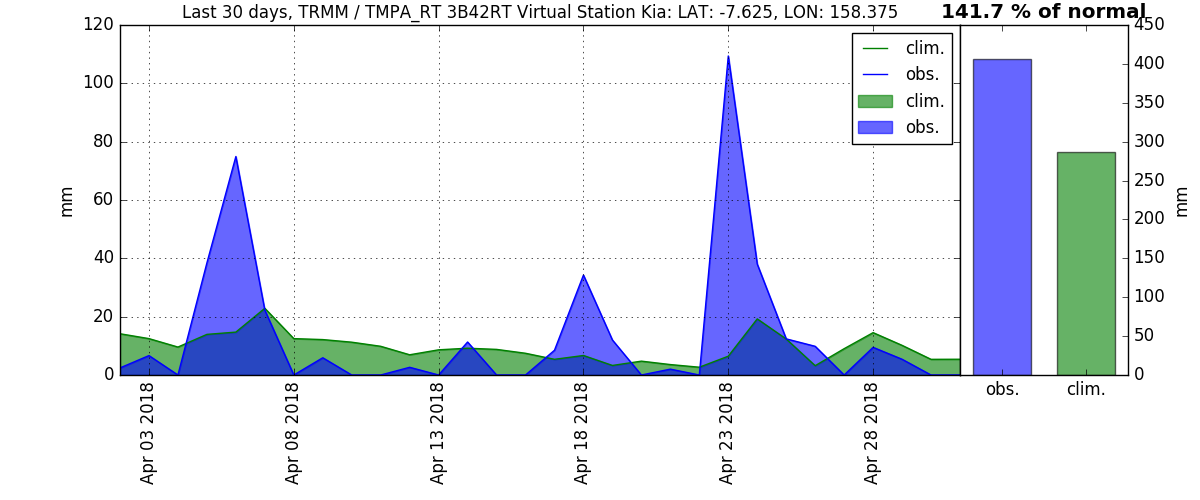 Last 30 days, TRMM / TMPA_RT 3B42RT Virtual Station Kia: LAT: -7.625, LON: 158.375
141.7 % of normal
120
100
80
60
40
20
0
mm
clim.
obs.
clim.
obs.
Apr 03 2018
Apr 08 2018
Apr 13 2018
Apr 18 2018
Apr 23 2018
Apr 28 2018
450
400
350
300
250
200
150
100
50
0
mm
obs.
clim.